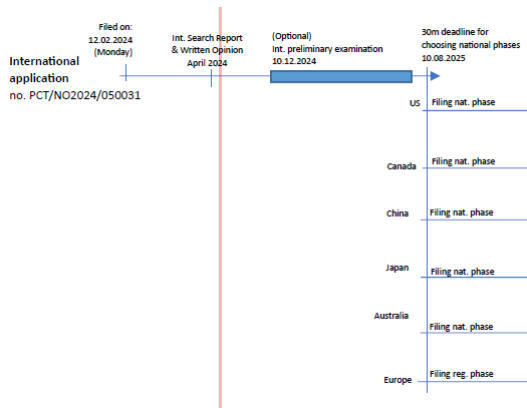 Filed on:
12.02.2024
(Monday)
International
application
no. PCT/NO2024/050031
Int. Search Report
& Written Opinion
April 2024
(Optional)
Int. preliminary examination
10.12.2024
30m deadline for
choosing national phases
10.08.2025
US
Filing nat. phase
Canada
Filing nat. phase
China
Filing nat. phase
Japan
Filing nat. phase
Australia
Filing nat. phase
Europe
Filing reg. phase